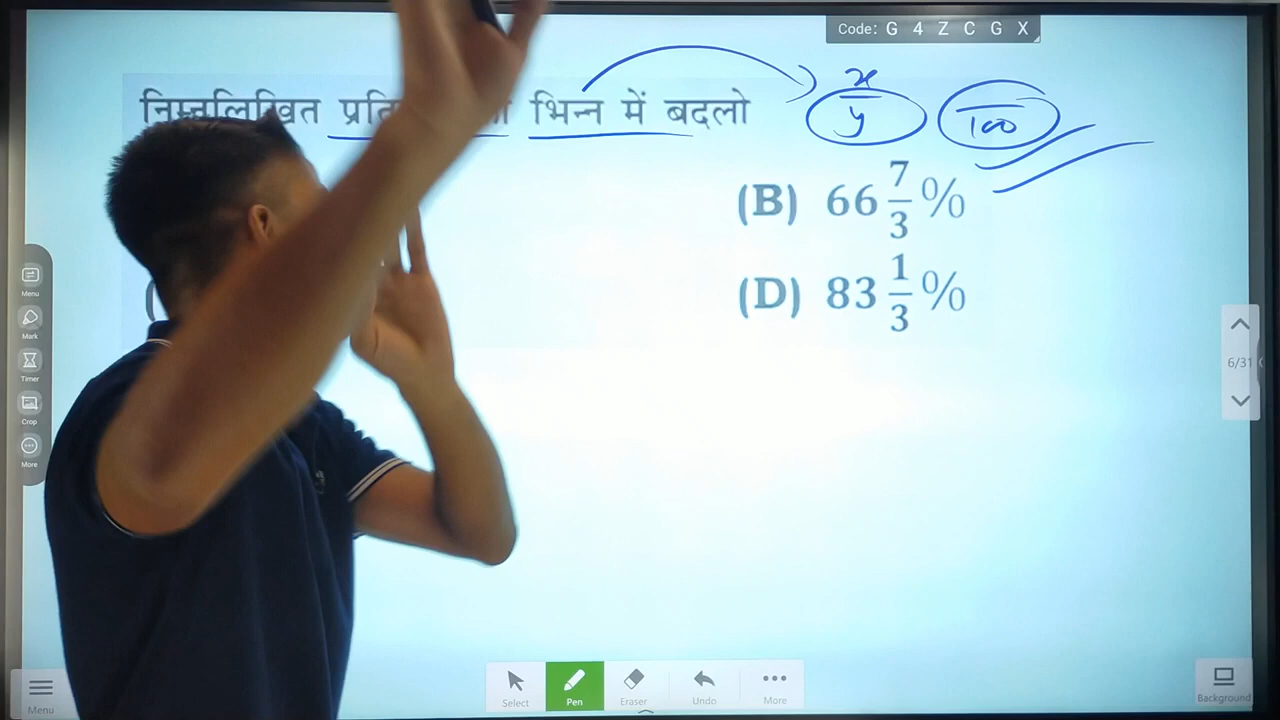 Code: G 4 Z C G X
निम्नलिखित भिन्न में बदलो x/y /100
(B) 66 7/3 %
(D) 83 1/3 %
Menu
Mark
Timer
Crop
More
6/31
Menu
Select
Pen
Eraser
Undo
More
Background